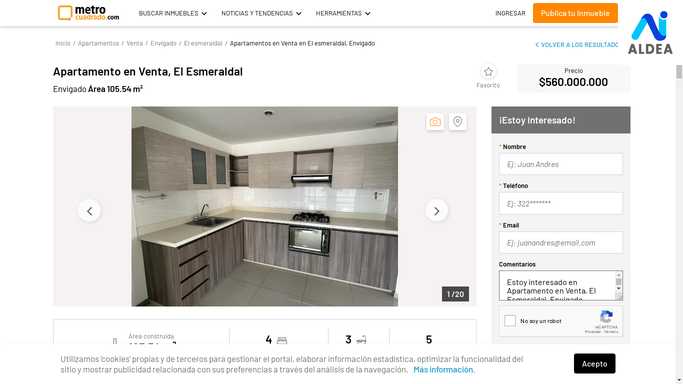 metro
cuadrado.com
BUSCAR INMUEBLES
NOTICIAS Y TENDENCIAS
HERRAMIENTAS
INGRESAR
Publica tu Inmueble
ALDEA
Inicio / Apartamentos / Venta / Envigado / El esmeraldal / Apartamentos en Venta en El esmeraldal, Envigado
< VOLVER A LOS RESULTADO
Apartamento en Venta, El Esmeraldal
Envigado Área 105.54 m²
Favorito
Precio
$560.000.000
1 /20
¡Estoy interesado!
* Nombre
Ej: Juan Andres
* Teléfono
Ej: 322*******
* Email
Ej: juanandres@email.com
Comentarios
Estoy interesado en
Apartamento en Venta, El
Esmeraldal, Envigado
No soy un robot
reCAPTCHA
Privacidad - Términos
Área construida
4
3
5
Utilizamos 'cookies' propias y de terceros para gestionar el portal, elaborar información estadística, optimizar la funcionalidad del
sitio y mostrar publicidad relacionada con sus preferencias a través del análisis de la navegación. Más información.
Acepto